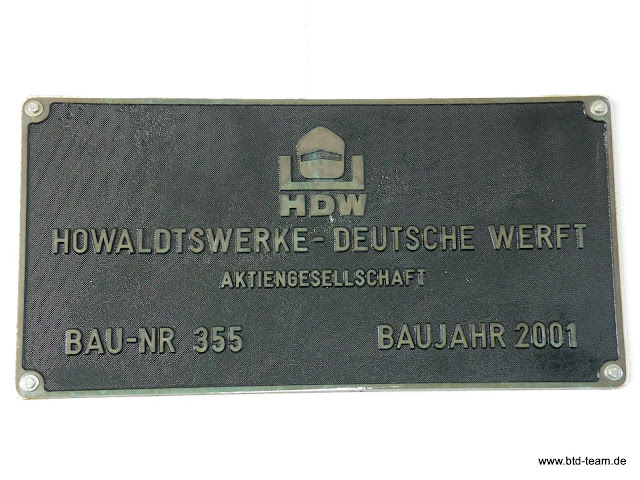 HDW
HOWALDTSWERKE - DEUTSCHE WERFT
AKTIENGESELLSCHAFT
BAU-NR 355 BAUJAHR 2001
www.btd-team.de